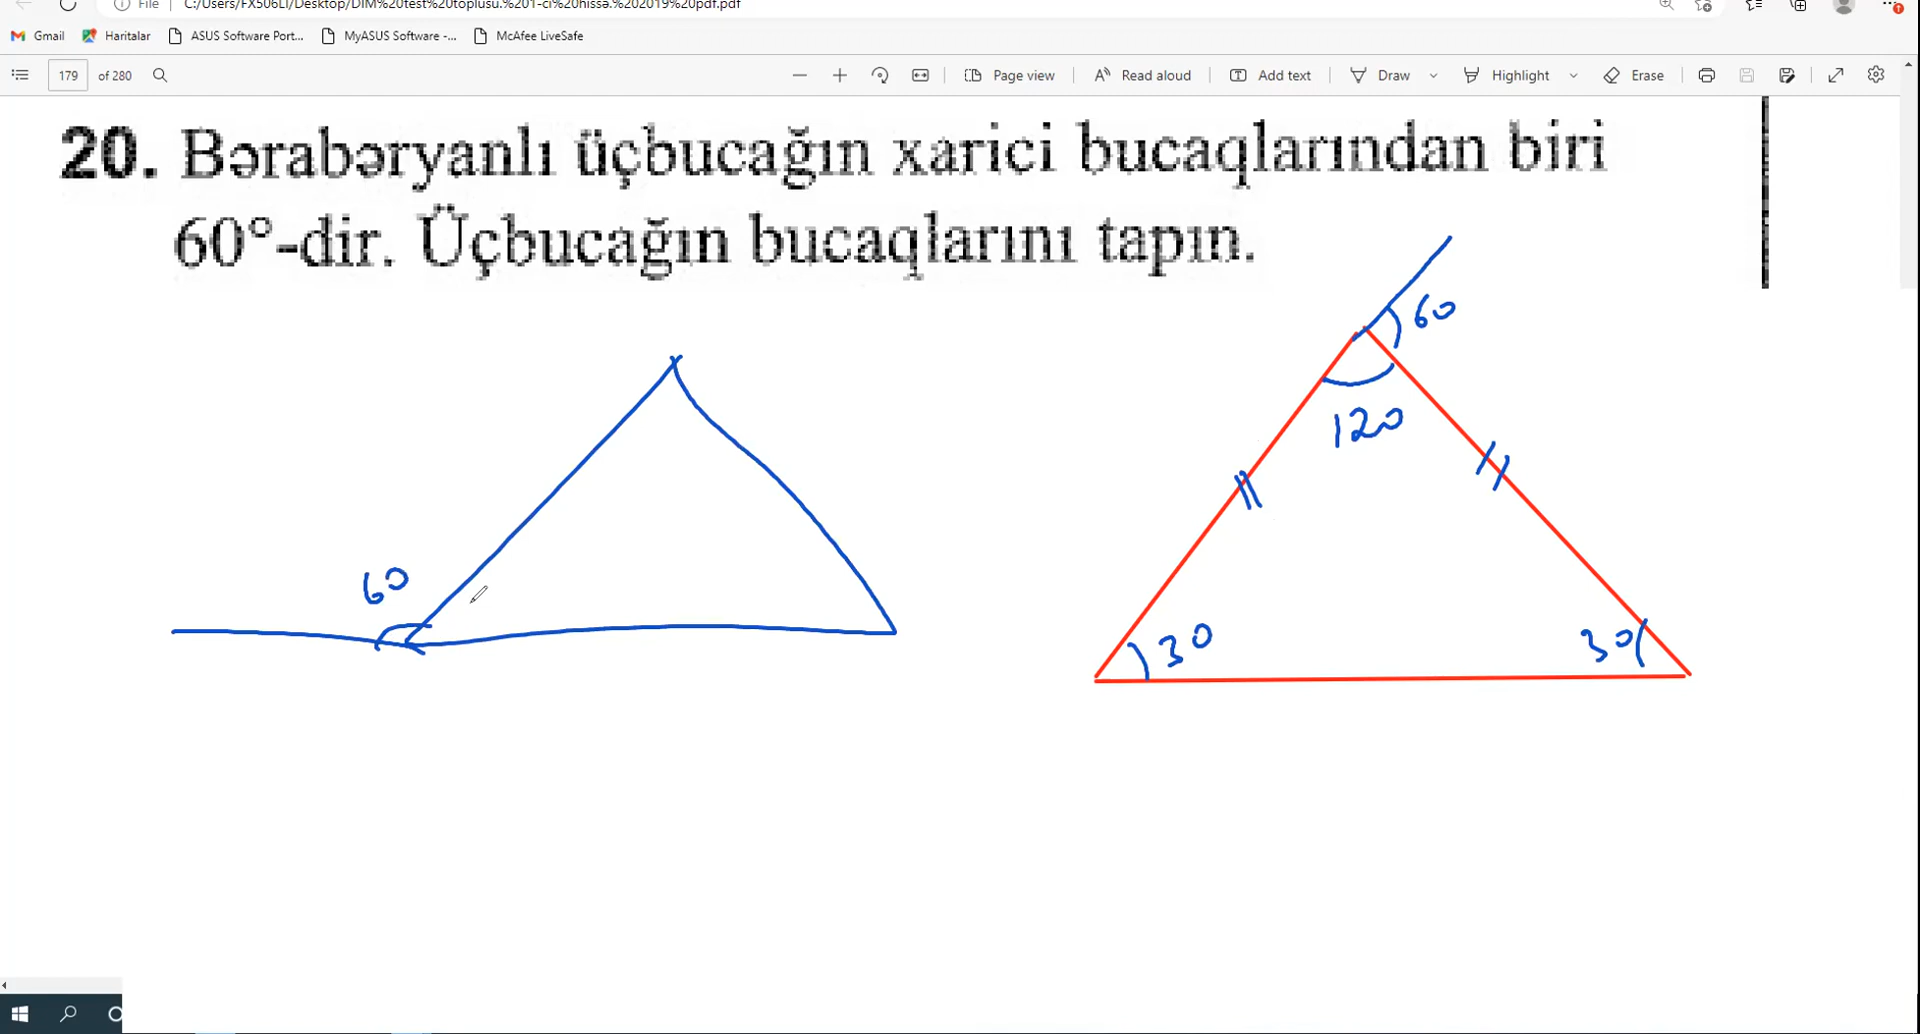 File C:/Users/FX506LI/Desktop/DIM%20test%20toplusu.%201-ci%20hissə.%202019%20pdf.pdf
Gmail Haritalar ASUS Software Port... MyASUS Software -... McAfee LiveSafe
179 of 280 Page view Read aloud Add text Draw Highlight Erase
20. Bərabəryanlı üçbucağın xarici bucaqlarından biri
60°-dir. Üçbucağın bucaqlarını tapın.
60
120
60
30
30